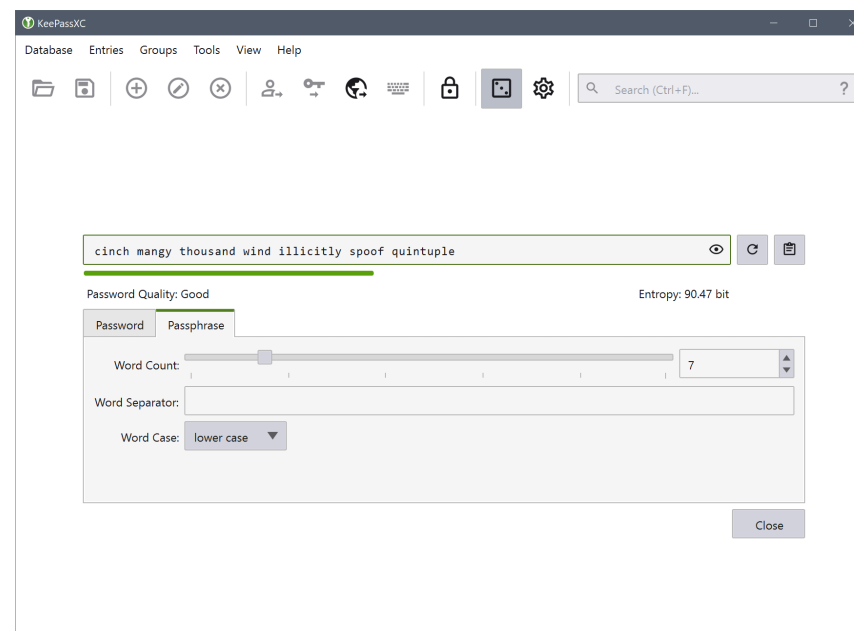 KeePassXC
Database Entries Groups Tools View Help
Search (Ctrl+F)... ?
cinch mangy thousand wind illicitly spoof quintuple
Password Quality: Good Entropy: 90.47 bit
Password Passphrase
Word Count: 7
Word Separator:
Word Case: lower case
Close